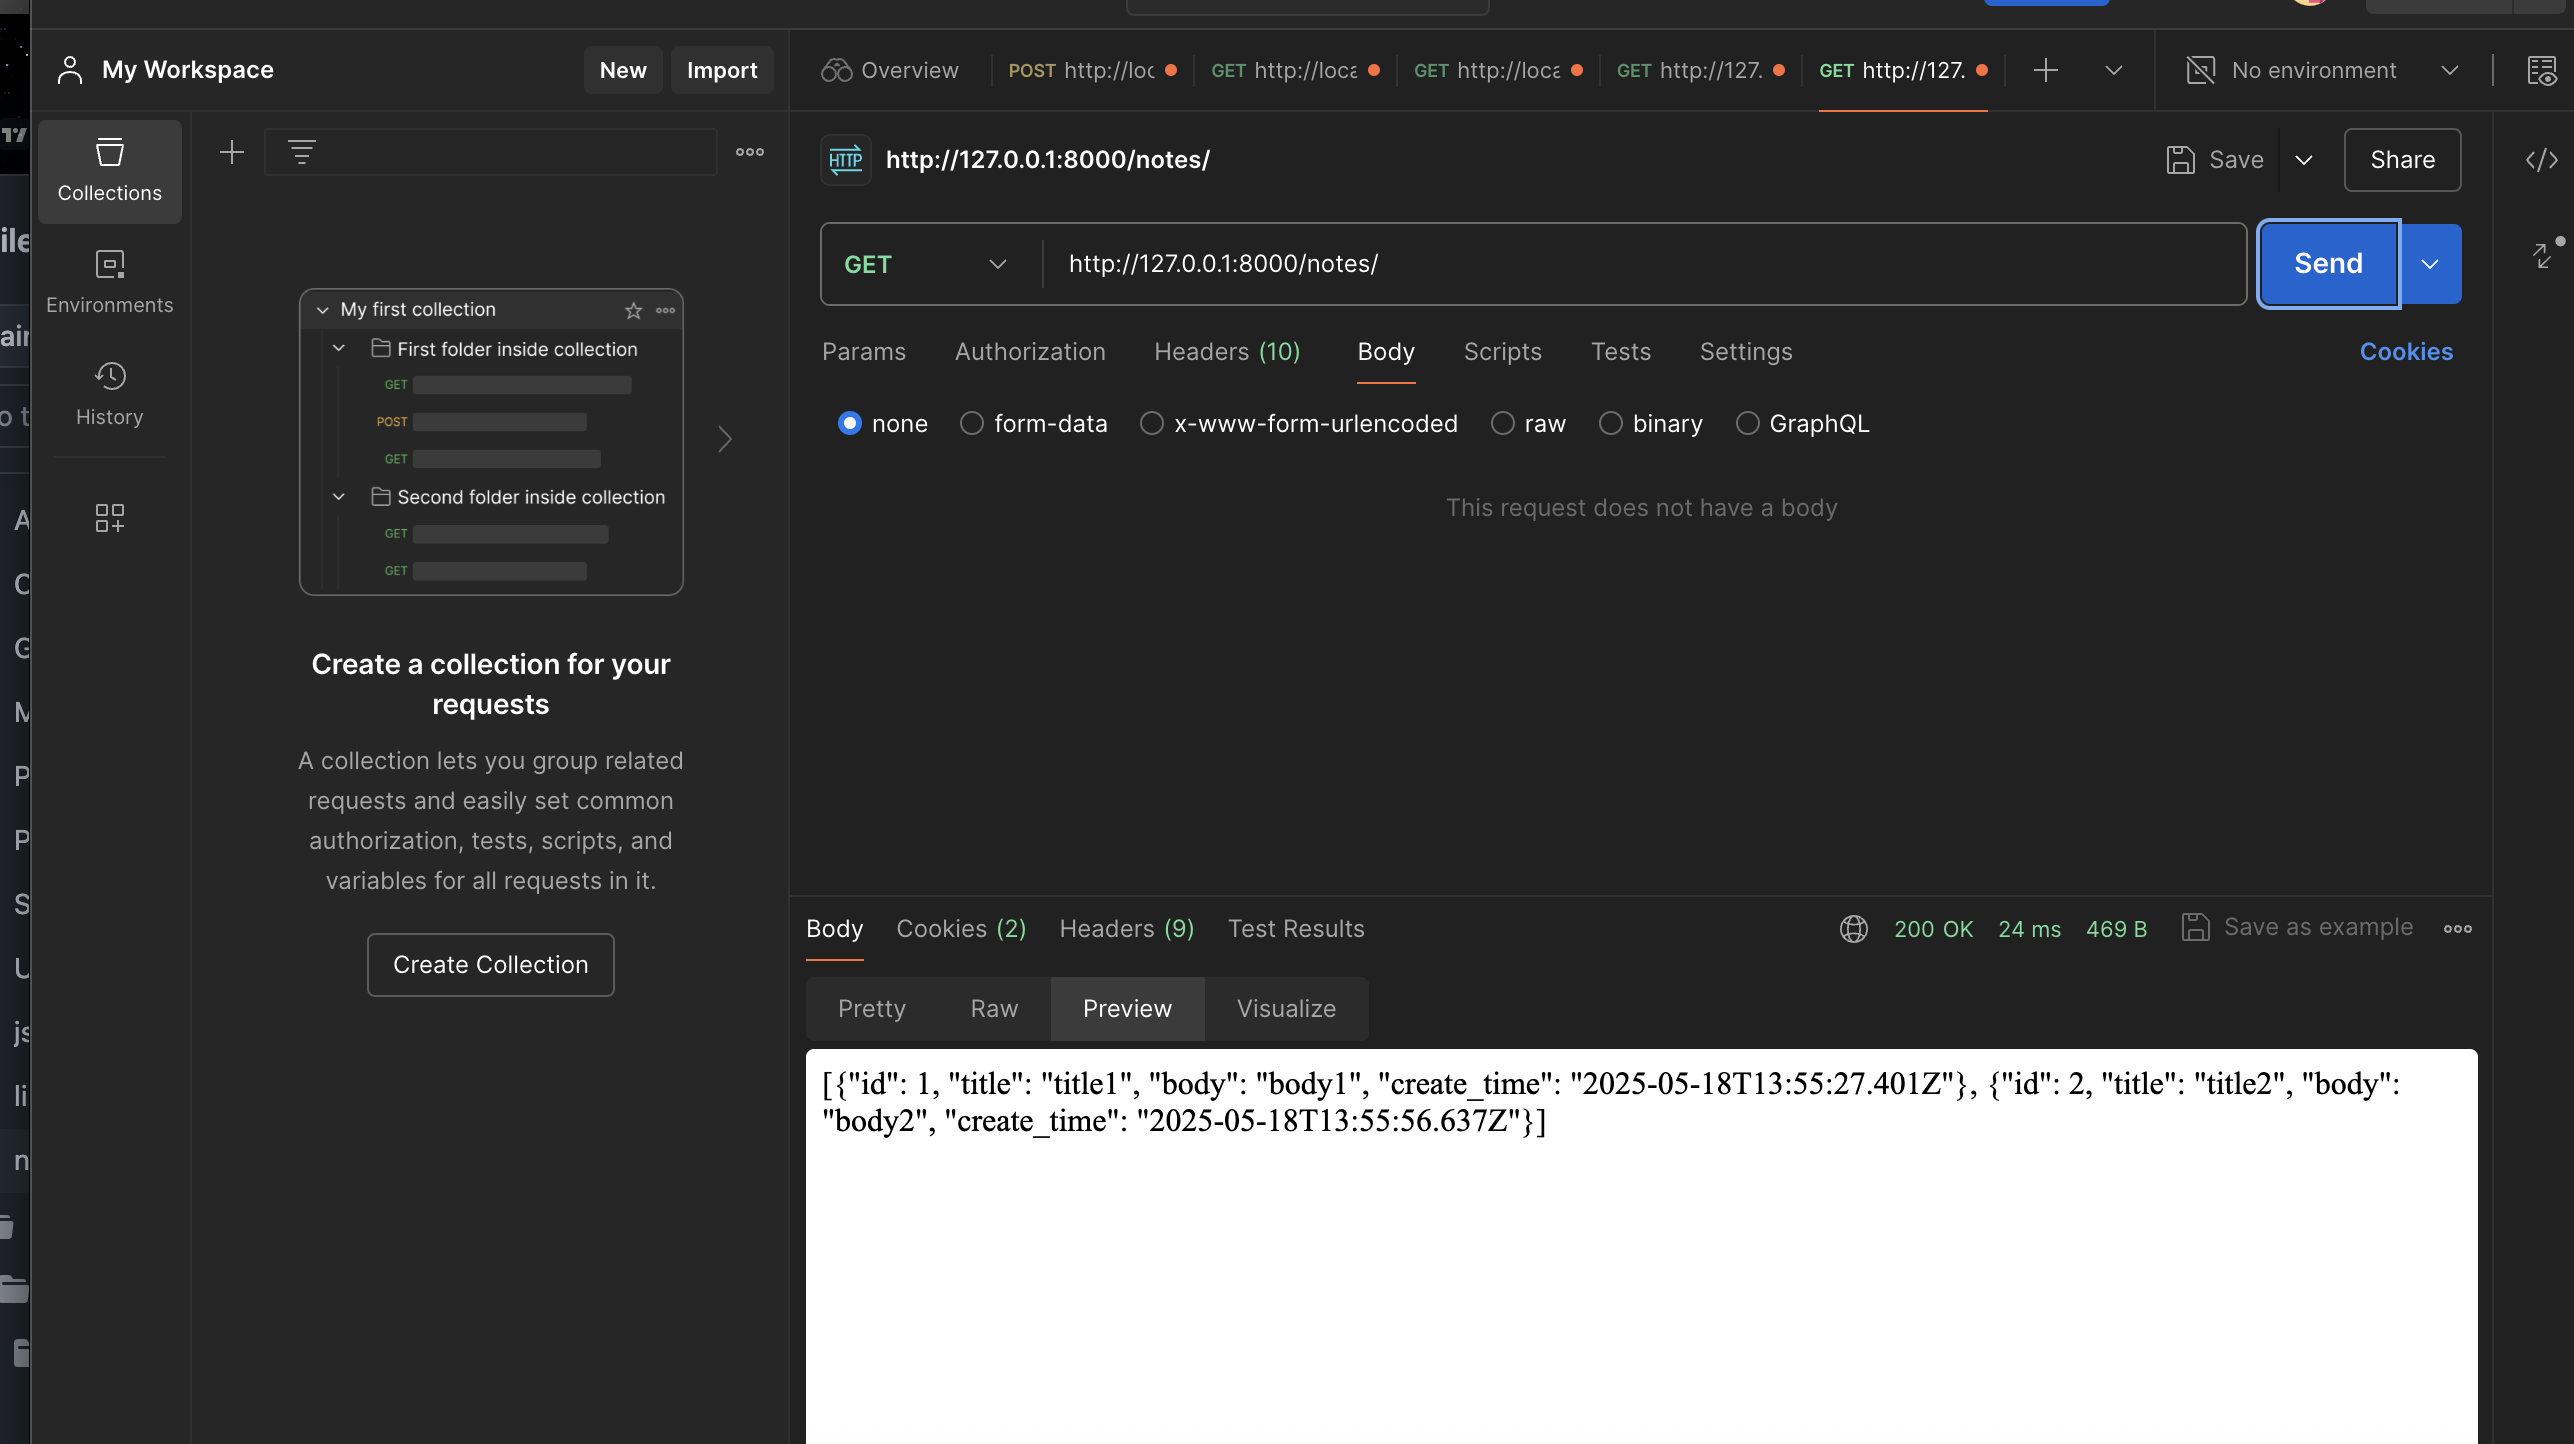 My Workspace
New
Import
Overview
POST http://loc
GET http://loca
GET http://loca
GET http://127.
GET http://127.
No environment
Collections
Environments
History
My first collection
First folder inside collection
GET
POST
GET
Second folder inside collection
GET
GET
Create a collection for your
requests
A collection lets you group related
requests and easily set common
authorization, tests, scripts, and
variables for all requests in it.
Create Collection
HTTP
http://127.0.0.1:8000/notes/
Save
Share
GET
http://127.0.0.1:8000/notes/
Send
Params
Authorization
Headers (10)
Body
Scripts
Tests
Settings
Cookies
none
form-data
x-www-form-urlencoded
raw
binary
GraphQL
This request does not have a body
Body
Cookies (2)
Headers (9)
Test Results
200 OK
24 ms
469 B
Save as example
Pretty
Raw
Preview
Visualize
[{"id": 1, "title": "title1", "body": "body1", "create_time": "2025-05-18T13:55:27.401Z"}, {"id": 2, "title": "title2", "body":
"body2", "create_time": "2025-05-18T13:55:56.637Z"}]